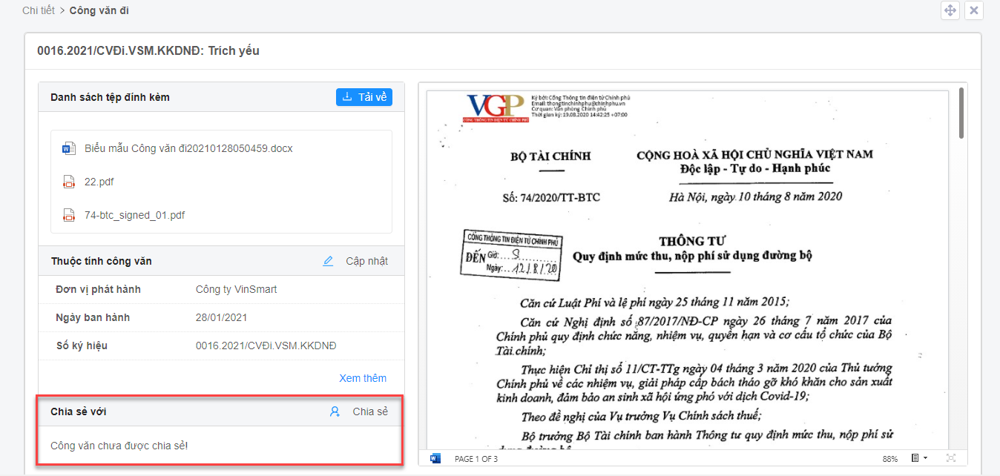 Chi tiết > Công văn đi
0016.2021/CVĐi.VSM.KKDNĐ: Trích yếu
Danh sách tệp đính kèm
Tải về
Biểu mẫu Công văn đi20210128050459.docx
22.pdf
74-btc_signed_01.pdf
Thuộc tính công văn
Cập nhật
Đơn vị phát hành
Công ty VinSmart
Ngày ban hành
28/01/2021
Số ký hiệu
0016.2021/CVĐi.VSM.KKDNĐ
Xem thêm
Chia sẻ với
Chia sẻ
Công văn chưa được chia sẻ!
VGP
CỔNG THÔNG TIN ĐIỆN TỬ CHÍNH PHỦ
Ký bởi: Cổng Thông tin điện tử Chính phủ
Email: thongtinchinhphu@chinhphu.vn
Cơ quan: Văn phòng Chính phủ
Thời gian ký: 19.08.2020 14:42:25 +07:00
BỘ TÀI CHÍNH
CỘNG HOÀ XÃ HỘI CHỦ NGHĨA VIỆT NAM
Độc lập - Tự do - Hạnh phúc
Số: 74/2020/TT-BTC
Hà Nội, ngày 10 tháng 8 năm 2020
CỔNG THÔNG TIN ĐIỆN TỬ CHÍNH PHỦ
ĐẾN Giờ: ....S..........
Ngày: ...12/.8./.20
THÔNG TƯ
Quy định mức thu, nộp phí sử dụng đường bộ
Căn cứ Luật Phí và lệ phí ngày 25 tháng 11 năm 2015;
Căn cứ Nghị định số 87/2017/NĐ-CP ngày 26 tháng 7 năm 2017 của
Chính phủ quy định chức năng, nhiệm vụ, quyền hạn và cơ cấu tổ chức của Bộ
Tài chính;
Thực hiện Chỉ thị số 11/CT-TTg ngày 04 tháng 3 năm 2020 của Thủ tướng
Chính phủ về các nhiệm vụ, giải pháp cấp bách tháo gỡ khó khăn cho sản xuất
kinh doanh, đảm bảo an sinh xã hội ứng phó với dịch Covid-19;
Theo đề nghị của Vụ trưởng Vụ Chính sách thuế;
Bộ trưởng Bộ Tài chính ban hành Thông tư quy định mức thu, nộp phí sử
dụng đường bộ
PAGE 1 OF 3
88%